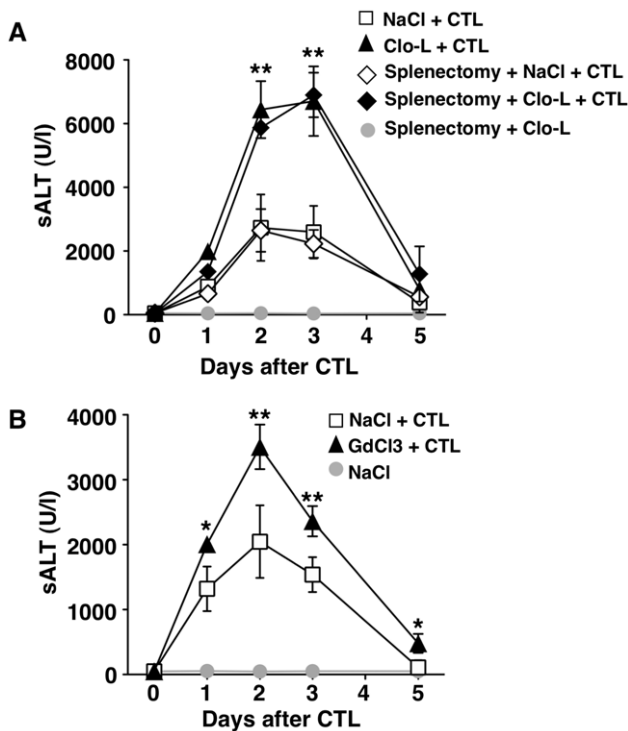 A
NaCl + CTL
Clo-L + CTL
Splenectomy + NaCl + CTL
Splenectomy + Clo-L + CTL
Splenectomy + Clo-L
** **
8000
6000
4000
2000
0
sALT (U/l)
0 1 2 3 4 5
Days after CTL
B
NaCl + CTL
GdCl3 + CTL
NaCl
**
**
*
*
4000
3000
2000
1000
0
sALT (U/l)
0 1 2 3 4 5
Days after CTL